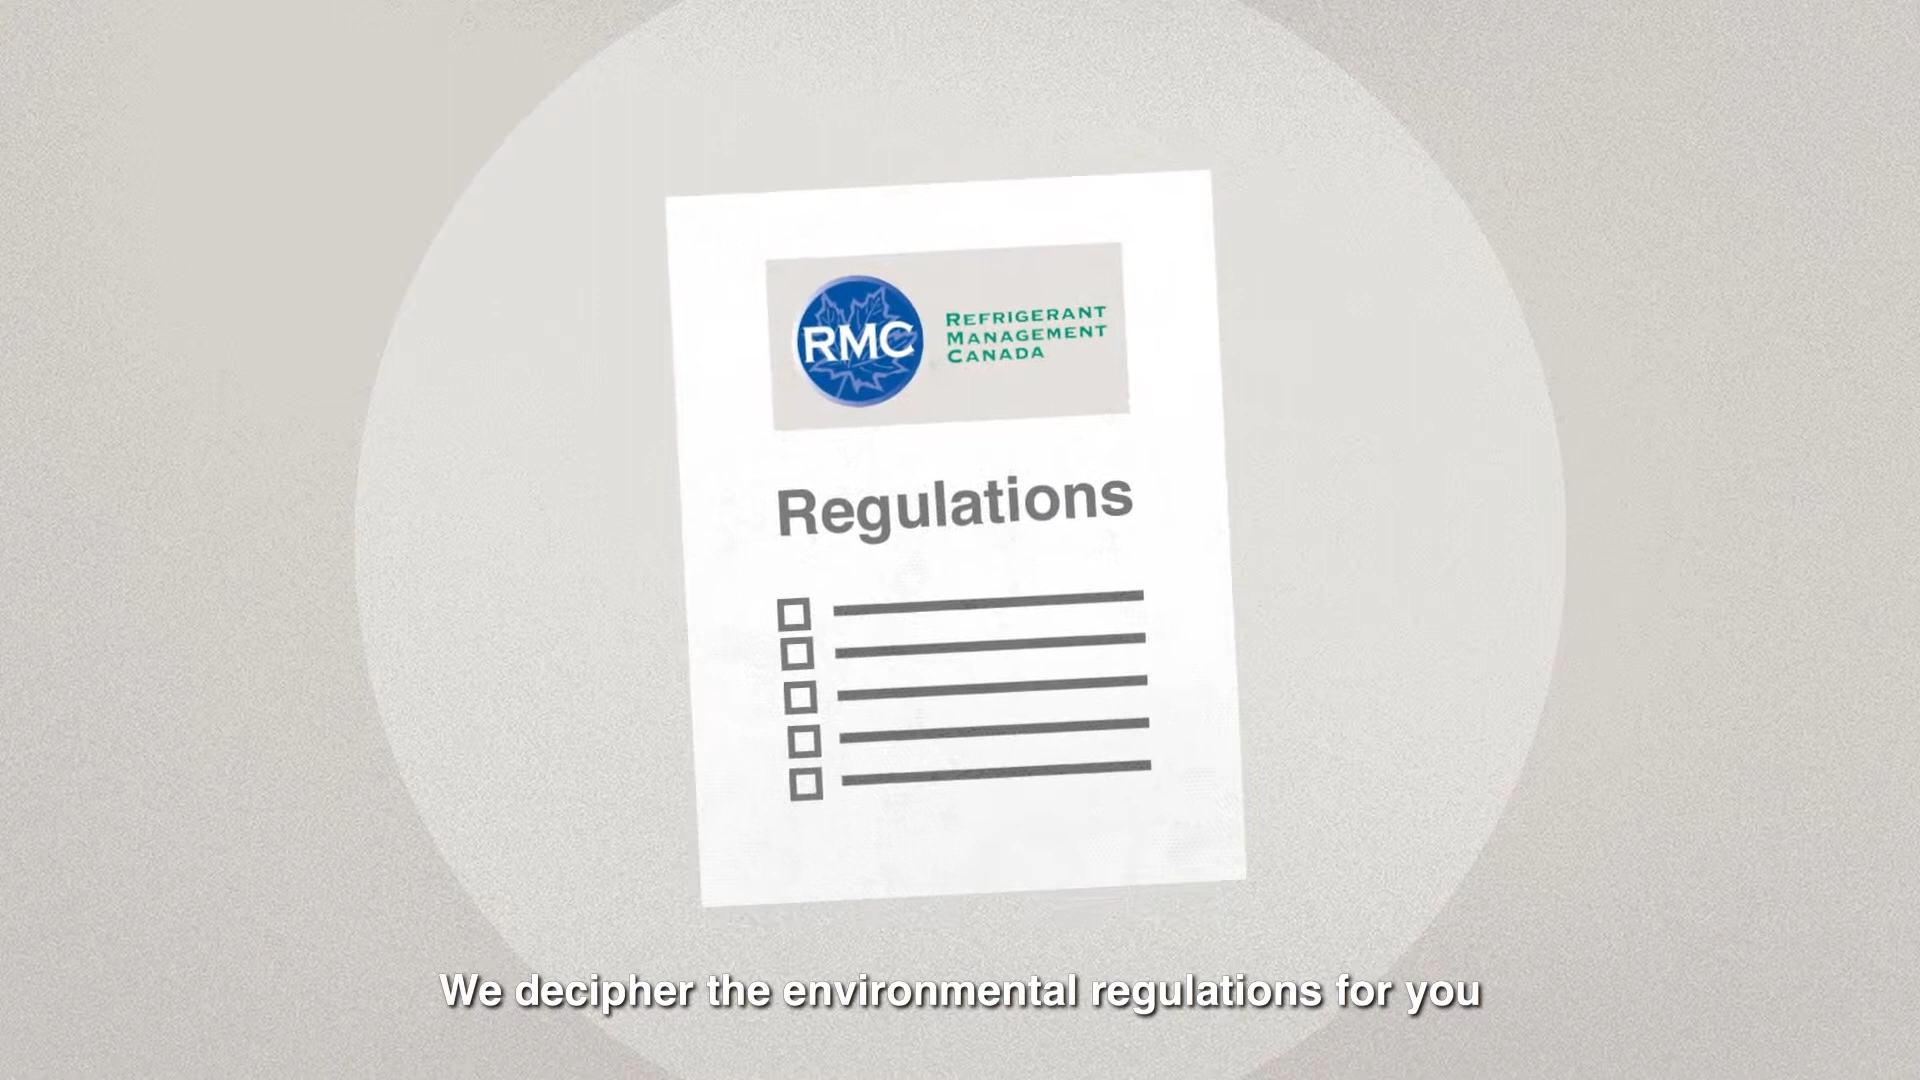 RMC
REFRIGERANT
MANAGEMENT
CANADA
Regulations
We decipher the environmental regulations for you